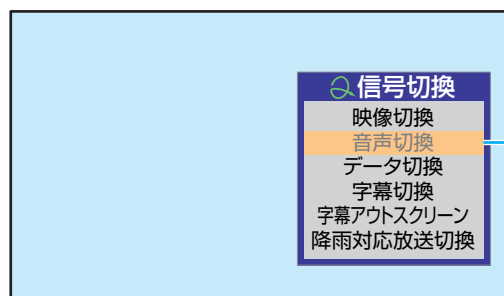 信号切換
映像切換
音声切換
データ切換
字幕切換
字幕アウトスクリーン
降雨対応放送切換